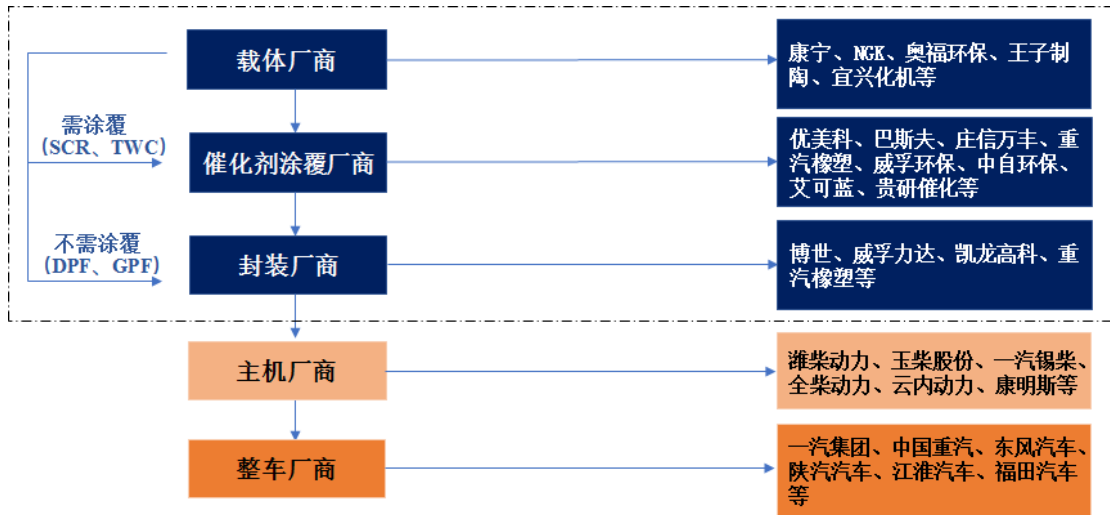 载体厂商
康宁、NGK、奥福环保、王子制
陶、宜兴化机等
需涂覆
(SCR、TWC)
催化剂涂覆厂商
优美科、巴斯夫、庄信万丰、重
汽橡塑、威孚环保、中自环保、
艾可蓝、贵研催化等
不需涂覆
(DPF、GPF)
封装厂商
博世、威孚力达、凯龙高科、重
汽橡塑等
主机厂商
潍柴动力、玉柴股份、一汽锡柴、
全柴动力、云内动力、康明斯等
整车厂商
一汽集团、中国重汽、东风汽车、
陕汽汽车、江淮汽车、福田汽车
等